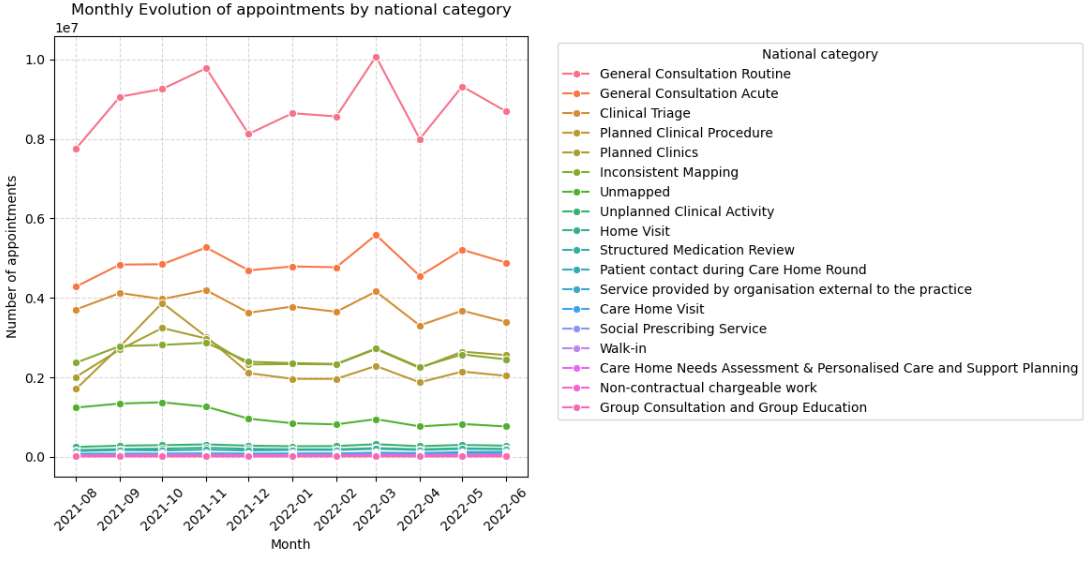 Monthly Evolution of appointments by national category
1e7
1.0
0.8
0.6
0.4
0.2
0.0
Number of appointments
2021-08
2021-09
2021-10
2021-11
2021-12
2022-01
2022-02
2022-03
2022-04
2022-05
2022-06
Month
National category
General Consultation Routine
General Consultation Acute
Clinical Triage
Planned Clinical Procedure
Planned Clinics
Inconsistent Mapping
Unmapped
Unplanned Clinical Activity
Home Visit
Structured Medication Review
Patient contact during Care Home Round
Service provided by organisation external to the practice
Care Home Visit
Social Prescribing Service
Walk-in
Care Home Needs Assessment & Personalised Care and Support Planning
Non-contractual chargeable work
Group Consultation and Group Education